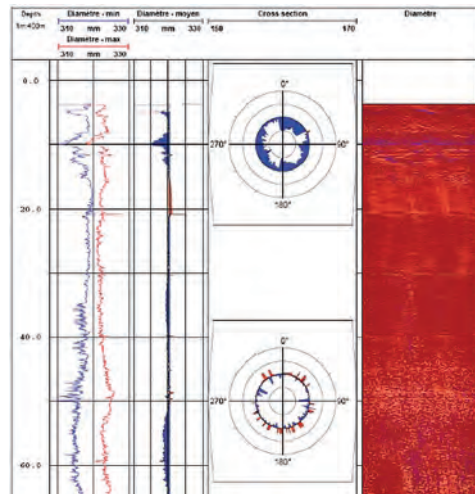 Depth
Diamètre - min
Diamètre - moyen
Cross section
Diamètre
1m:400m
310 mm 330
310 mm 330
150 170
Diamètre - max
310 mm 330
0.0
20.0
40.0
60.0
0°
90°
180°
270°
0°
90°
180°
270°